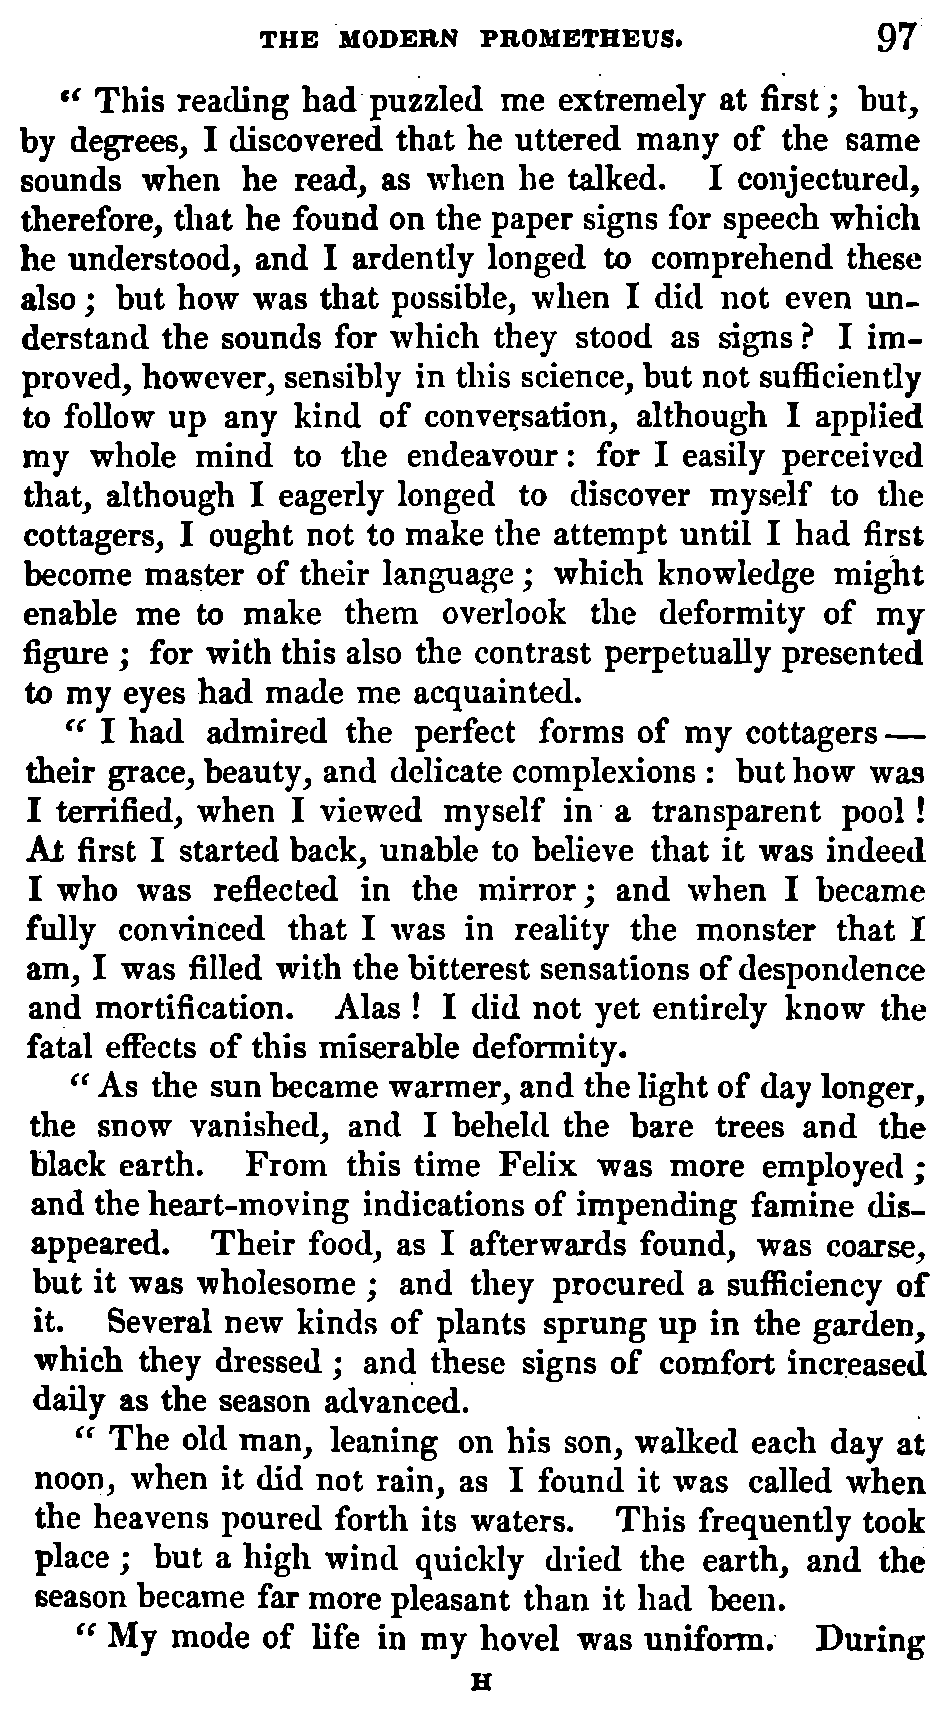 THE MODERN PROMETHEUS. 97
“ This reading had puzzled me extremely at first ; but,
by degrees, I discovered that he uttered many of the same
sounds when he read, as when he talked. I conjectured,
therefore, that he found on the paper signs for speech which
he understood, and I ardently longed to comprehend these
also ; but how was that possible, when I did not even un-
derstand the sounds for which they stood as signs ? I im-
proved, however, sensibly in this science, but not sufficiently
to follow up any kind of conversation, although I applied
my whole mind to the endeavour : for I easily perceived
that, although I eagerly longed to discover myself to the
cottagers, I ought not to make the attempt until I had first
become master of their language ; which knowledge might
enable me to make them overlook the deformity of my
figure ; for with this also the contrast perpetually presented
to my eyes had made me acquainted.
“ I had admired the perfect forms of my cottagers —
their grace, beauty, and delicate complexions : but how was
I terrified, when I viewed myself in a transparent pool !
At first I started back, unable to believe that it was indeed
I who was reflected in the mirror ; and when I became
fully convinced that I was in reality the monster that I
am, I was filled with the bitterest sensations of despondence
and mortification. Alas ! I did not yet entirely know the
fatal effects of this miserable deformity.
“ As the sun became warmer, and the light of day longer,
the snow vanished, and I beheld the bare trees and the
black earth. From this time Felix was more employed ;
and the heart-moving indications of impending famine dis-
appeared. Their food, as I afterwards found, was coarse,
but it was wholesome ; and they procured a sufficiency of
it. Several new kinds of plants sprung up in the garden,
which they dressed ; and these signs of comfort increased
daily as the season advanced.
“ The old man, leaning on his son, walked each day at
noon, when it did not rain, as I found it was called when
the heavens poured forth its waters. This frequently took
place ; but a high wind quickly dried the earth, and the
season became far more pleasant than it had been.
“ My mode of life in my hovel was uniform. During
H